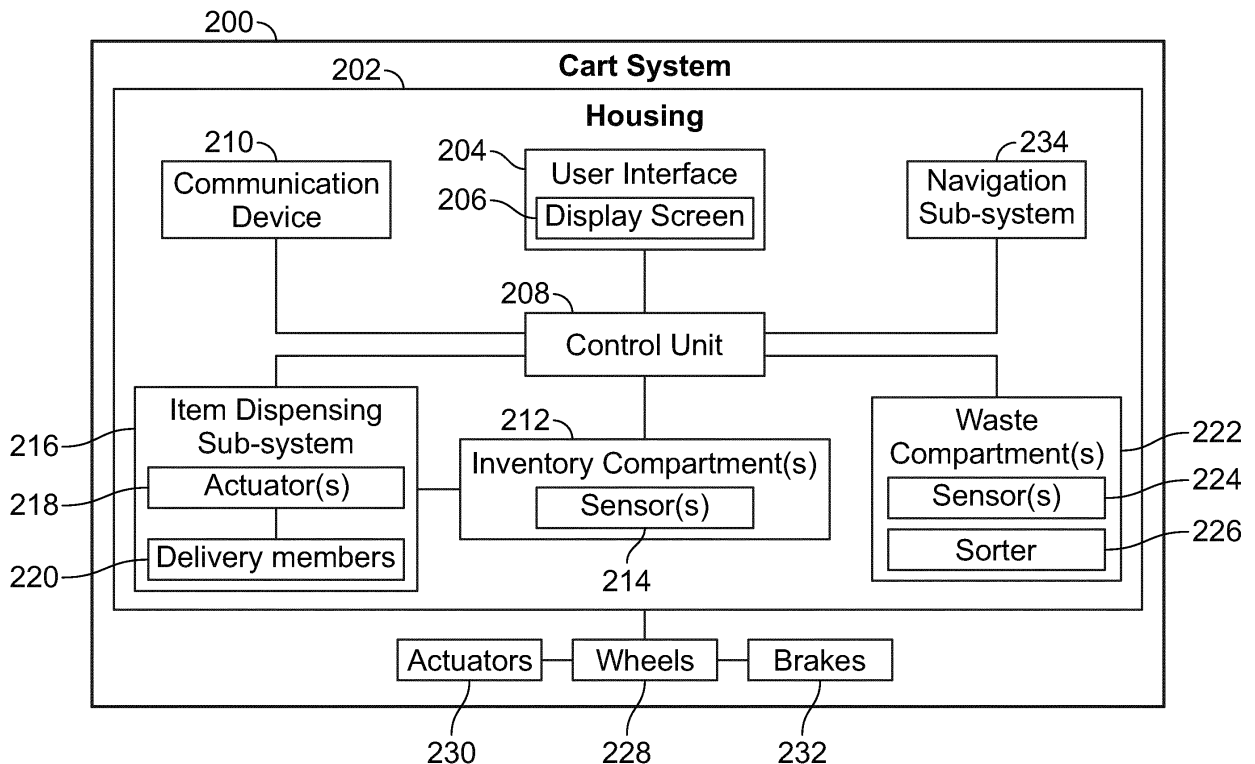 200
Cart System
202
Housing
210
204
234
Communication
Device
User Interface
206
Display Screen
Navigation
Sub-system
208
Control Unit
216
Item Dispensing
Sub-system
212
Inventory Compartment(s)
Waste
Compartment(s)
222
218
Actuator(s)
Sensor(s)
Sensor(s)
224
220
Delivery members
214
Sorter
226
Actuators
Wheels
Brakes
230
228
232